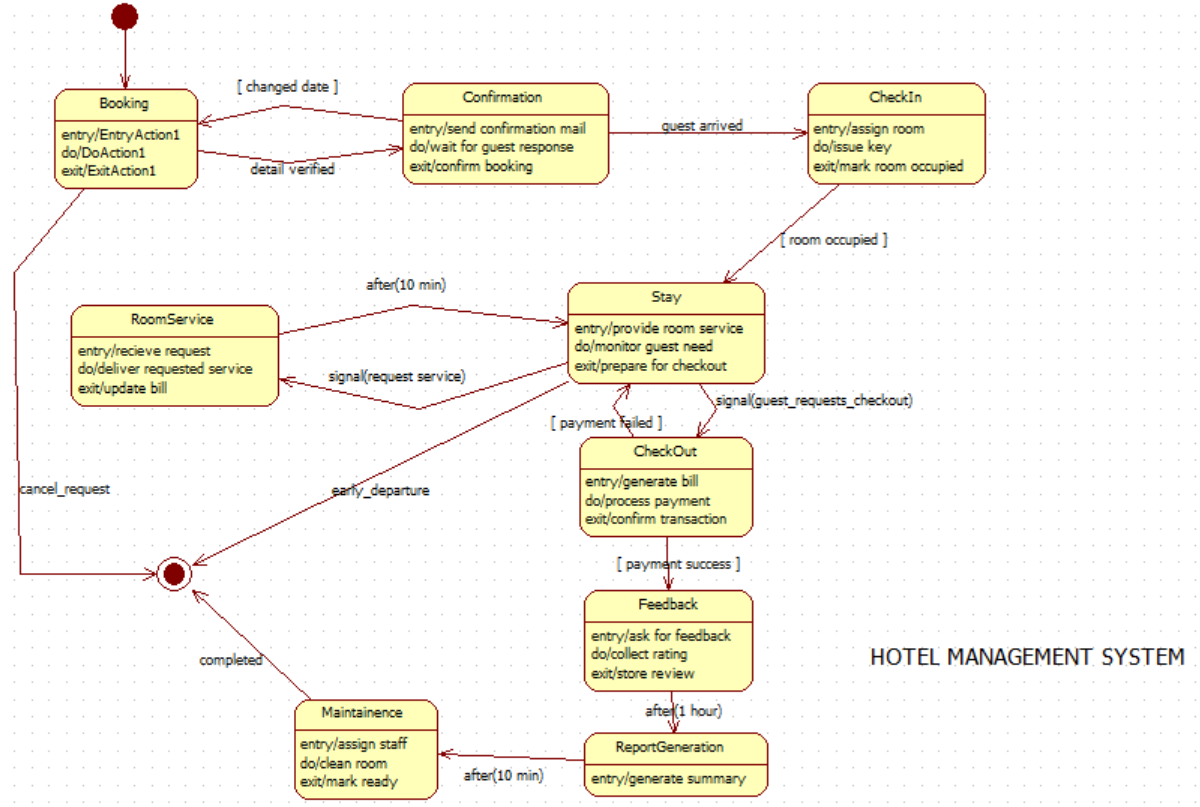 [ changed date ]
Booking
entry/EntryAction1
do/DoAction1
exit/ExitAction1
detail verified
Confirmation
entry/send confirmation mail
do/wait for guest response
exit/confirm booking
guest arrived
CheckIn
entry/assign room
do/issue key
exit/mark room occupied
[ room occupied ]
after(10 min)
RoomService
entry/recieve request
do/deliver requested service
exit/update bill
signal(request service)
Stay
entry/provide room service
do/monitor guest need
exit/prepare for checkout
signal(guest_requests_checkout)
[ payment failed ]
CheckOut
entry/generate bill
do/process payment
exit/confirm transaction
cancel_request
early_departure
[ payment success ]
Feedback
entry/ask for feedback
do/collect rating
exit/store review
HOTEL MANAGEMENT SYSTEM
completed
after(1 hour)
Maintainence
entry/assign staff
do/clean room
exit/mark ready
after(10 min)
ReportGeneration
entry/generate summary